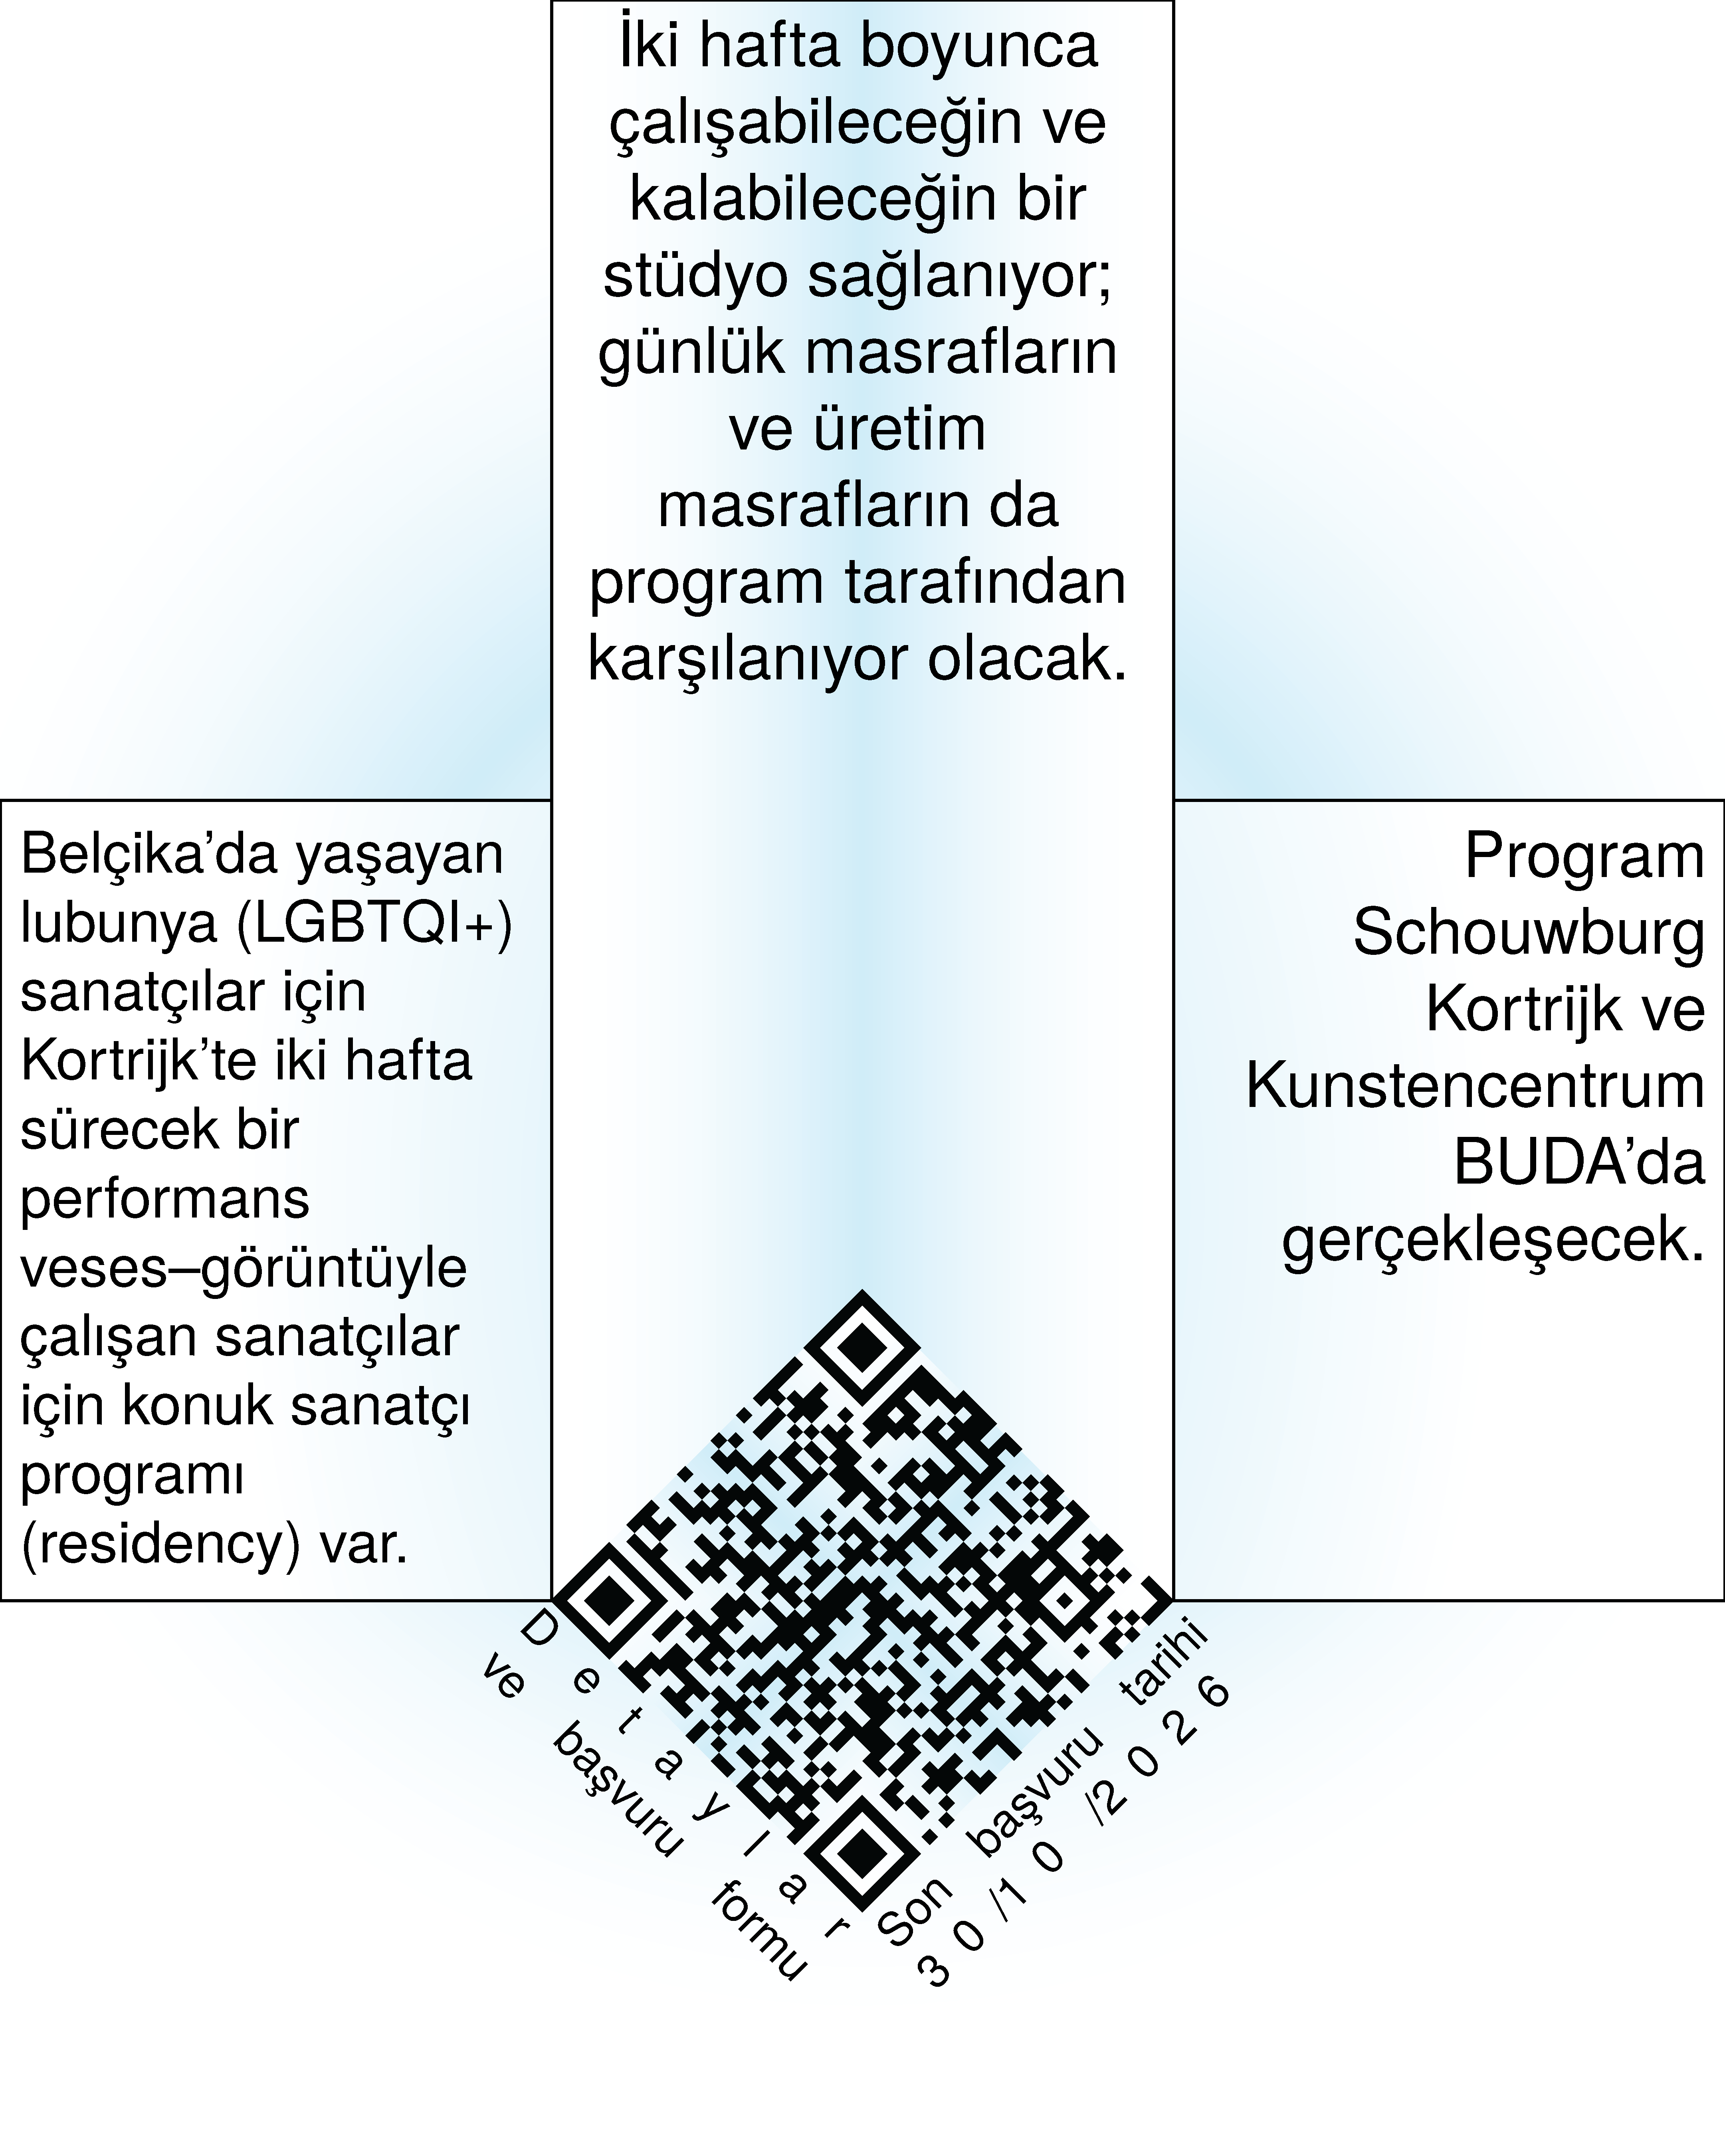 İki hafta boyunca
çalışabileceğin ve
kalabileceğin bir
stüdyo sağlanıyor;
günlük masrafların
ve üretim
masrafların da
program tarafından
karşılanıyor olacak.
Belçika’da yaşayan
lubunya (LGBTQI+)
sanatçılar için
Kortrijk’te iki hafta
sürecek bir
performans
veses–görüntüyle
çalışan sanatçılar
için konuk sanatçı
programı
(residency) var.
Program
Schouwburg
Kortrijk ve
Kunstencentrum
BUDA’da
gerçekleşecek.
Detaylar
ve başvuru formu
Son başvuru tarihi
30/10/2026